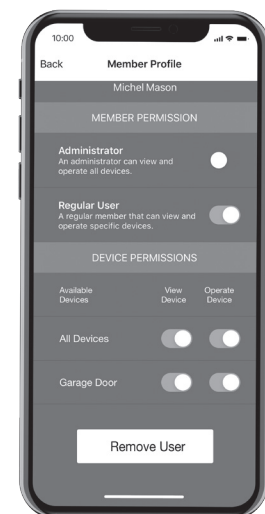 10:00
Back Member Profile
Michel Mason
MEMBER PERMISSION
Administrator
An administrator can view and
operate all devices.
Regular User
A regular member that can view and
operate specific devices.
DEVICE PERMISSIONS
Available View Operate
Devices Device Device
All Devices
Garage Door
Remove User